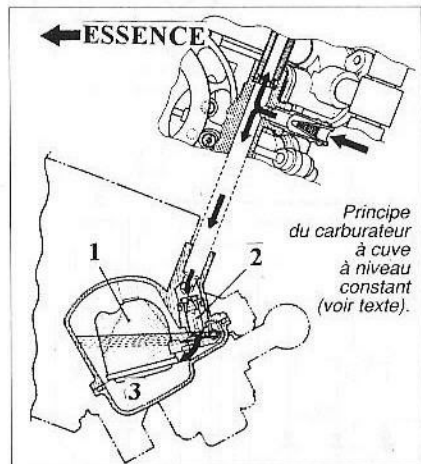 ESSENCE
Principe
du carburateur
à cuve
à niveau
constant
(voir texte).
1
2
3